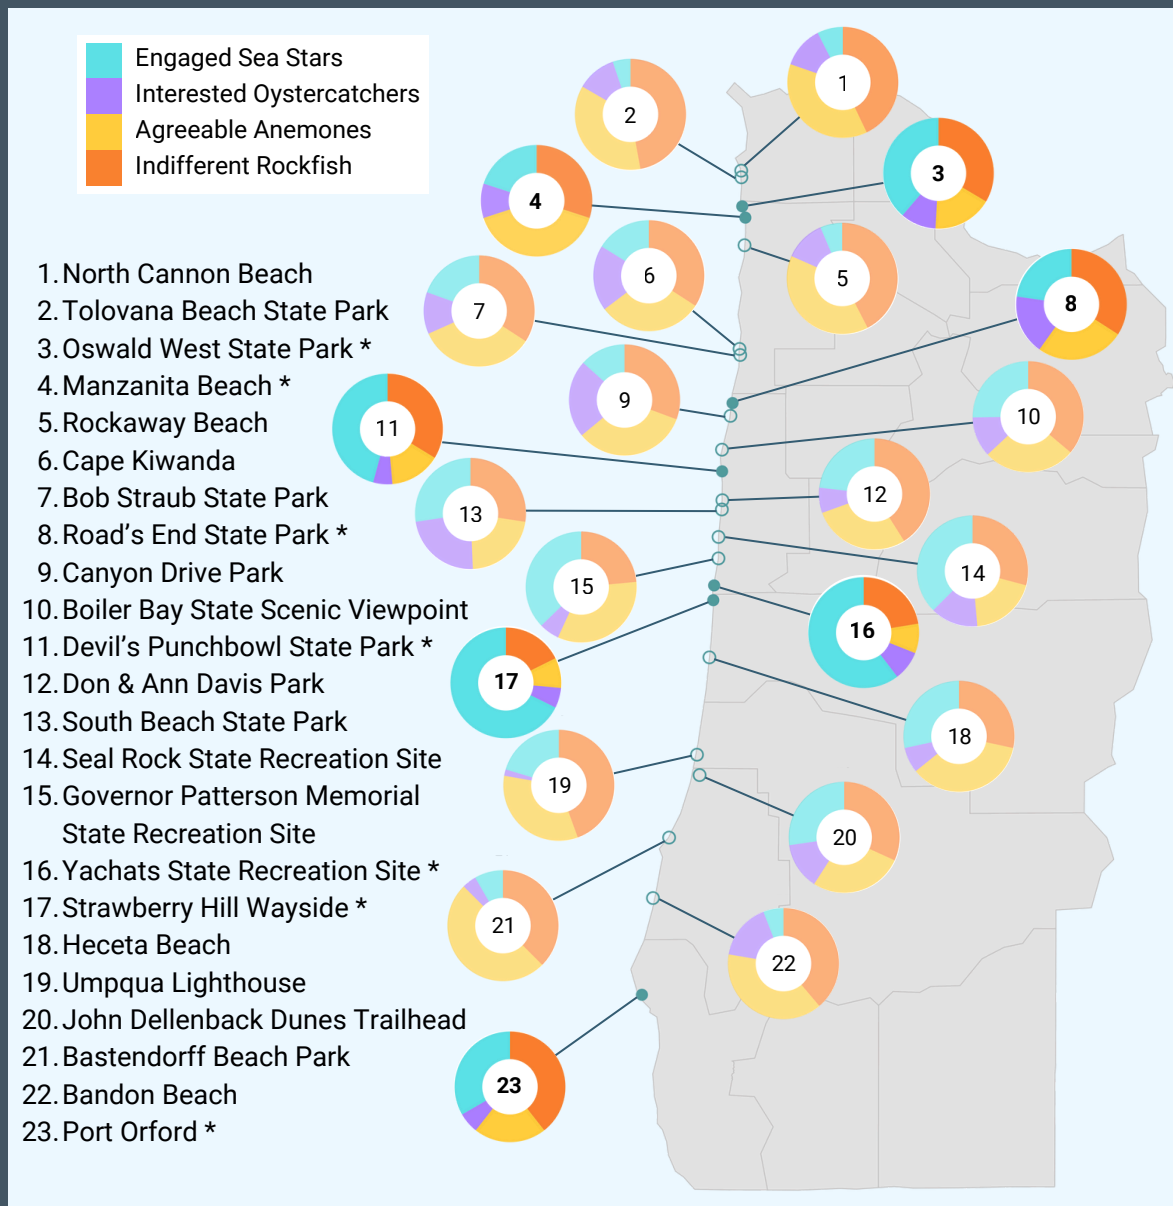 Engaged Sea Stars
Interested Oystercatchers
Agreeable Anemones
Indifferent Rockfish
1
2
3
4
5
6
7
8
9
10
11
12
13
14
15
16
17
18
19
20
21
22
23
1. North Cannon Beach
2. Tolovana Beach State Park
3. Oswald West State Park *
4. Manzanita Beach *
5. Rockaway Beach
6. Cape Kiwanda
7. Bob Straub State Park
8. Road's End State Park *
9. Canyon Drive Park
10. Boiler Bay State Scenic Viewpoint
11. Devil's Punchbowl State Park *
12. Don & Ann Davis Park
13. South Beach State Park
14. Seal Rock State Recreation Site
15. Governor Patterson Memorial
State Recreation Site
16. Yachats State Recreation Site *
17. Strawberry Hill Wayside *
18. Heceta Beach
19. Umpqua Lighthouse
20. John Dellenback Dunes Trailhead
21. Bastendorff Beach Park
22. Bandon Beach
23. Port Orford *